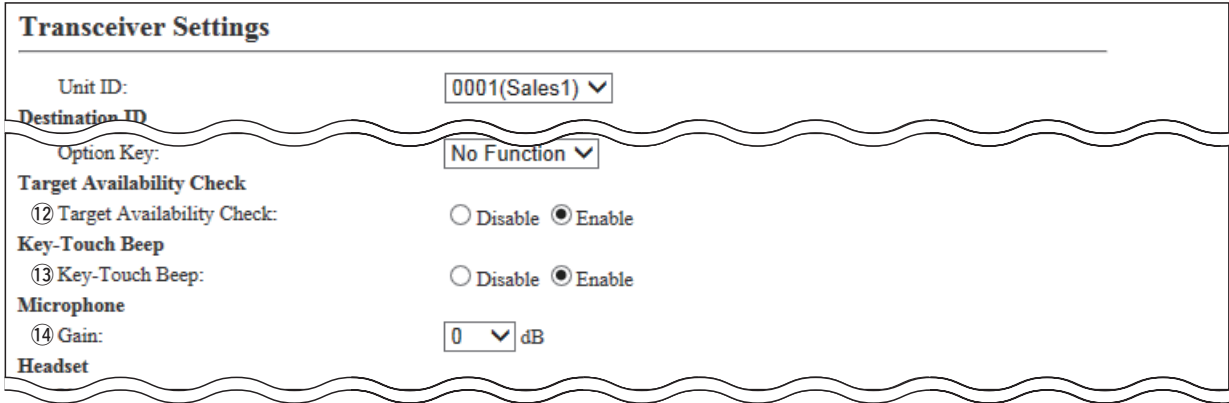 Transceiver Settings
Unit ID: 0001(Sales1)
Destination ID
Option Key: No Function
Target Availability Check
⑫ Target Availability Check: Disable Enable
Key-Touch Beep
⑬ Key-Touch Beep: Disable Enable
Microphone
⑭ Gain: 0 dB
Headset